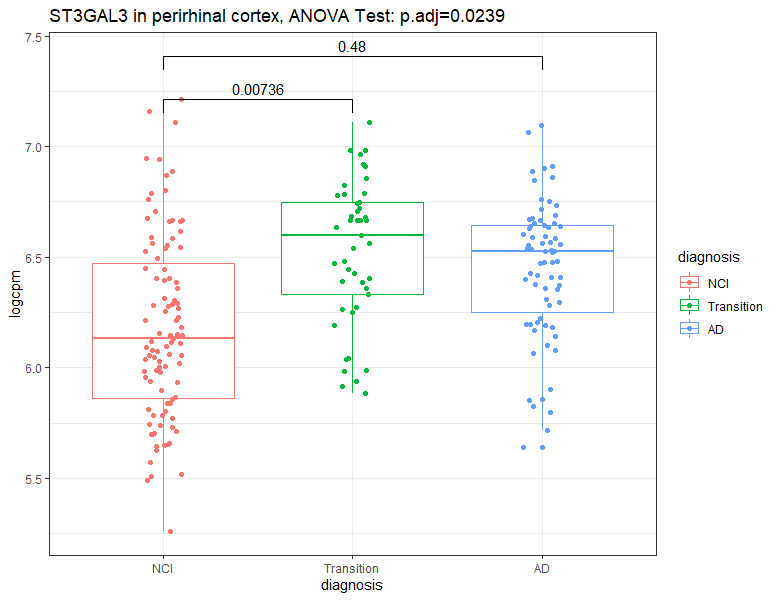 ST3GAL3 in perirhinal cortex, ANOVA Test: p.adj=0.0239
7.5
0.48
0.00736
7.0
6.5
6.0
5.5
logcpm
NCI
Transition
AD
diagnosis
diagnosis
NCI
Transition
AD